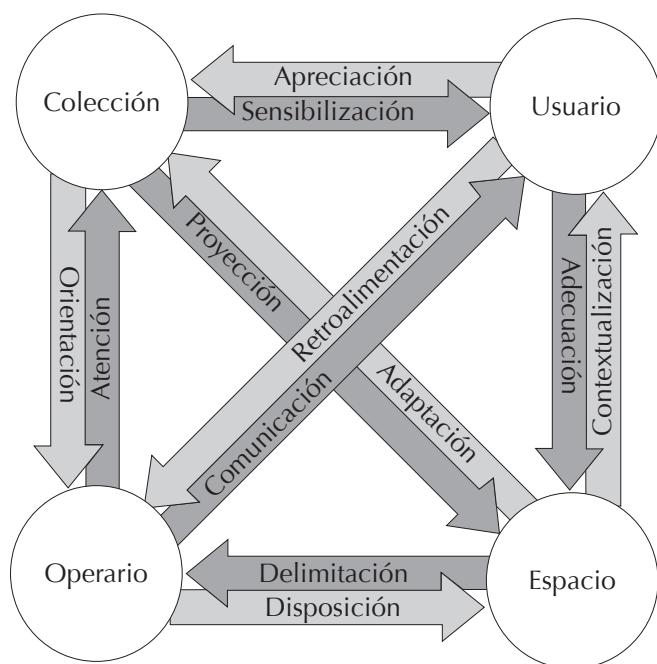 Apreciación
Colección
Usuario
Sensibilización
Proyección
Retroalimentación
Orientación
Atención
Adecuación
Contextualización
Comunicación
Adaptación
Operario
Delimitación
Espacio
Disposición